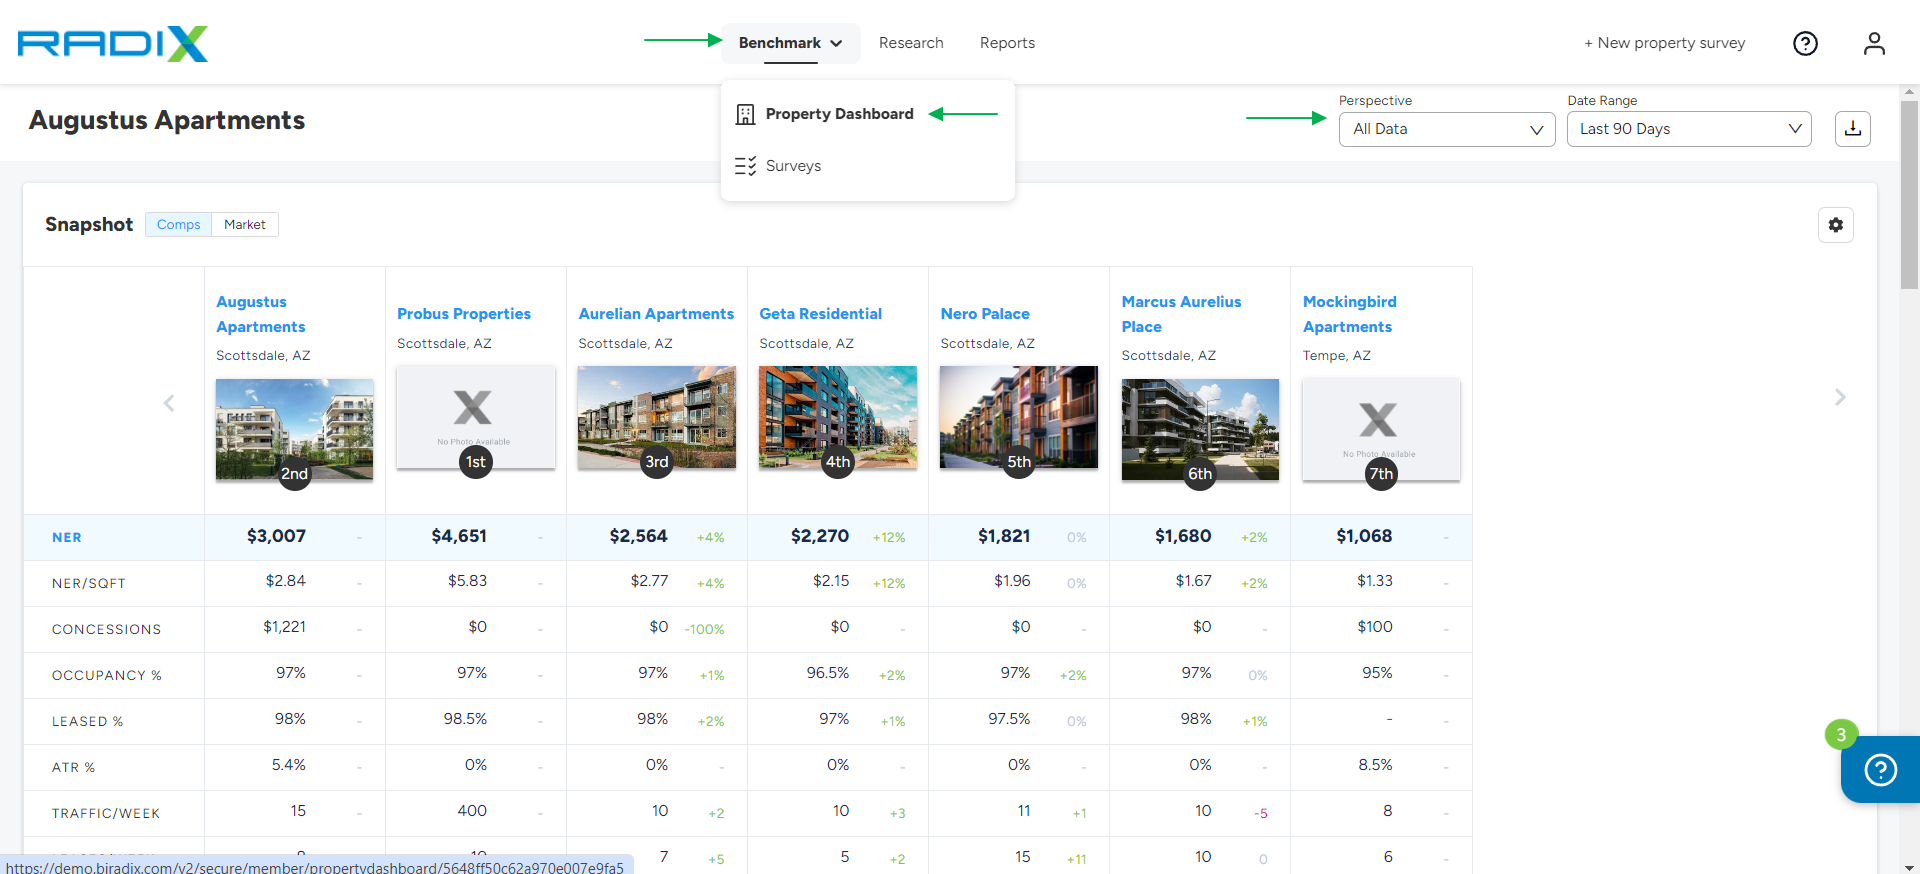 RADIX
Benchmark
Research
Reports
+ New property survey
Augustus Apartments
Property Dashboard
Surveys
Perspective
All Data
Date Range
Last 90 Days
Snapshot
Comps
Market
Augustus Apartments
Scottsdale, AZ
2nd
Probus Properties
Scottsdale, AZ
X
No Photo Available
1st
Aurelian Apartments
Scottsdale, AZ
3rd
Geta Residential
Scottsdale, AZ
4th
Nero Palace
Scottsdale, AZ
5th
Marcus Aurelius Place
Scottsdale, AZ
6th
Mockingbird Apartments
Tempe, AZ
X
No Photo Available
7th
NER $3,007 - $4,651 - $2,564 +4% $2,270 +12% $1,821 0% $1,680 +2% $1,068 -
NER/SQFT $2.84 - $5.83 - $2.77 +4% $2.15 +12% $1.96 0% $1.67 +2% $1.33 -
CONCESSIONS $1,221 - $0 - $0 -100% $0 - $0 - $0 - $100 -
OCCUPANCY % 97% - 97% - 97% +1% 96.5% +2% 97% +2% 97% 0% 95% -
LEASED % 98% - 98.5% - 98% +2% 97% +1% 97.5% 0% 98% +1% - -
ATR % 5.4% - 0% - 0% - 0% - 0% - 0% - 8.5% -
TRAFFIC/WEEK 15 - 400 - 10 +2 10 +3 11 +1 10 -5 8 -
7 +5 5 +2 15 +11 10 0 6 -
3
https://demo.biradix.com/v2/secure/member/propertydashboard/5648ff50c62a970e007e9fa5